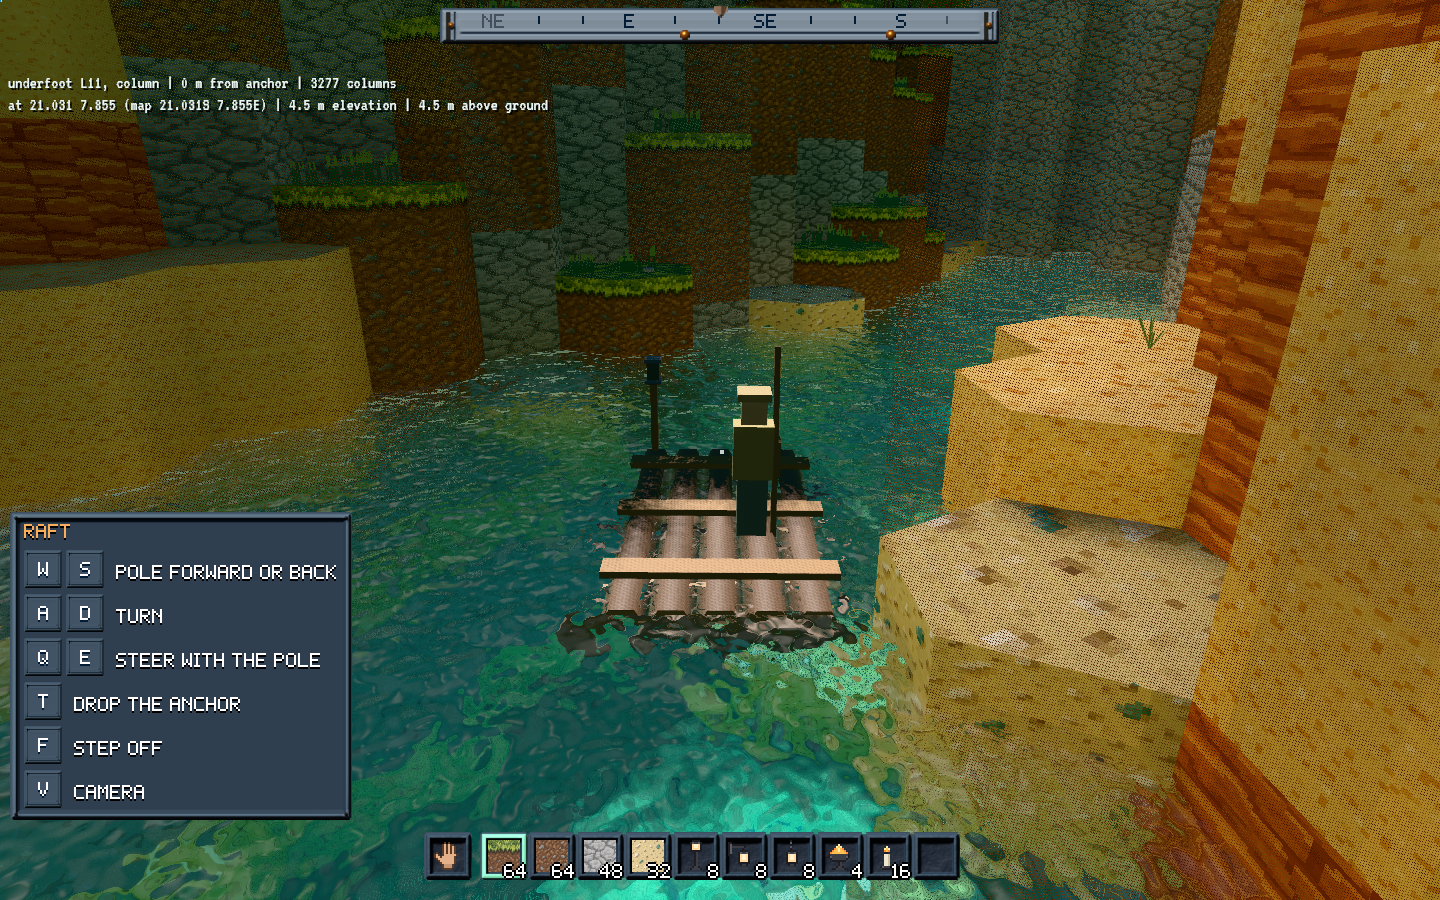 NE E SE S
underfoot L11, column | 0 m from anchor | 3277 columns
at 21.031 7.855 (map 21.031S 7.855E) | 4.5 m elevation | 4.5 m above ground
RAFT
W S POLE FORWARD OR BACK
A D TURN
Q E STEER WITH THE POLE
T DROP THE ANCHOR
F STEP OFF
V CAMERA
64 64 48 32 8 8 8 4 16